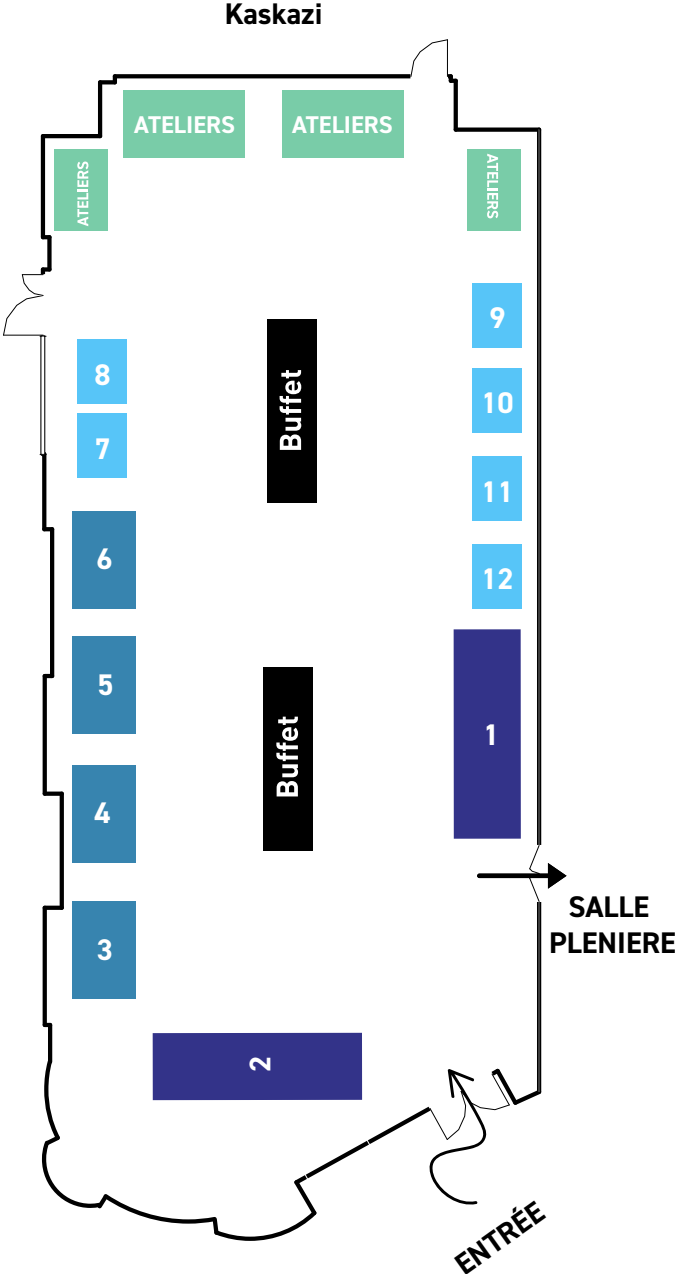 Kaskazi
ATELIERS
ATELIERS
ATELIERS
ATELIERS
9
8
10
Buffet
7
11
6
12
5
1
Buffet
4
SALLE
PLENIERE
3
2
ENTRÉE